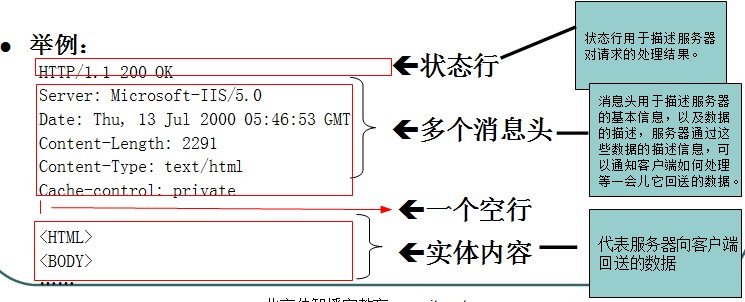 ● 举例：
HTTP/1.1 200 OK
Server: Microsoft-IIS/5.0
Date: Thu, 13 Jul 2000 05:46:53 GMT
Content-Length: 2291
Content-Type: text/html
Cache-control: private
<HTML>
<BODY>
……
←状态行
←多个消息头
←一个空行
←实体内容
状态行用于描述服务器
对请求的处理结果。
消息头用于描述服务器
的基本信息，以及数据
的描述，服务器通过这
些数据的描述信息，可
以通知客户端如何处理
等一会儿它回送的数据。
代表服务器向客户端
回送的数据